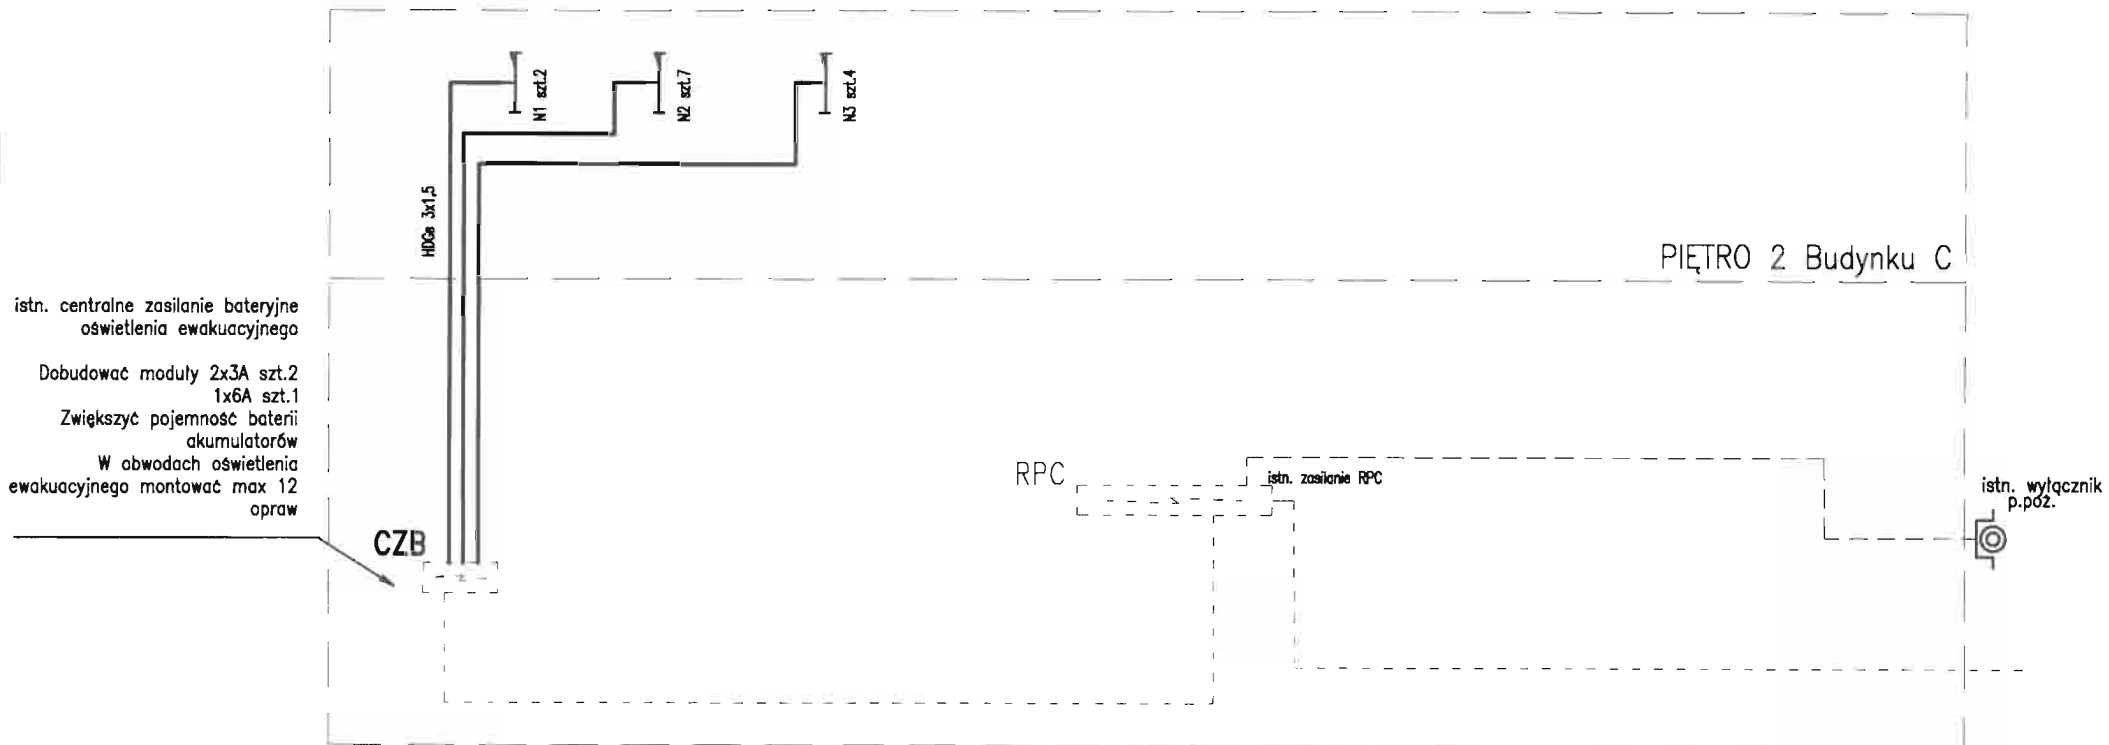 N1 szt.2
N2 szt.7
N3 szt.4
HDGs 3x1,5
PIĘTRO 2 Budynku C
istn. centralne zasilanie bateryjne
oświetlenia ewakuacyjnego
Dobudować moduły 2x3A szt.2
1x6A szt.1
Zwiększyć pojemność baterii
akumulatorów
W obwodach oświetlenia
ewakuacyjnego montować max 12
opraw
CZB
RPC
istn. zasilanie RPC
istn. wyłącznik
p.poż.